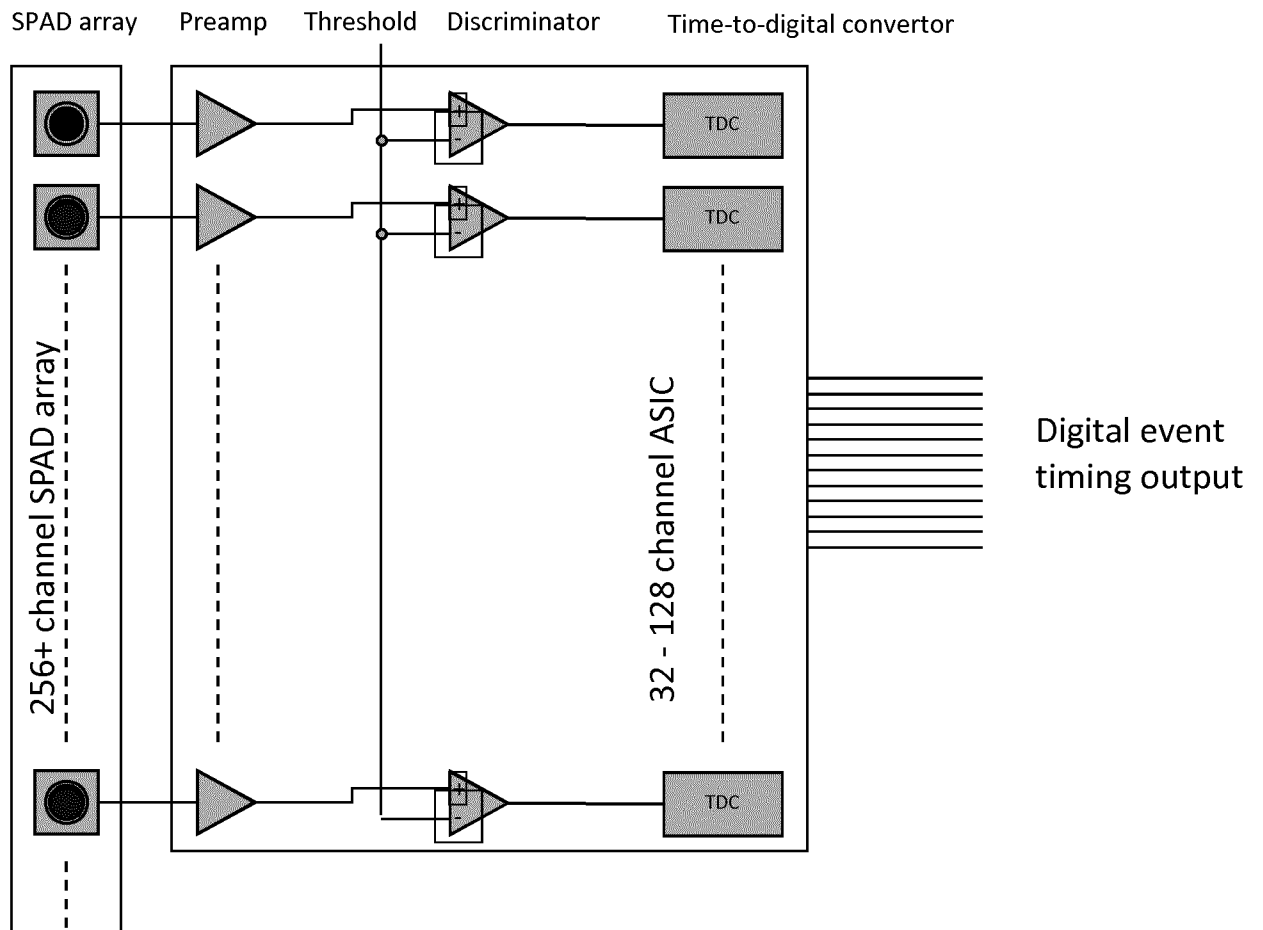 SPAD array
Preamp
Threshold
Discriminator
Time-to-digital convertor
+
-
TDC
+
-
TDC
256+ channel SPAD array
32 - 128 channel ASIC
Digital event
timing output
+
-
TDC